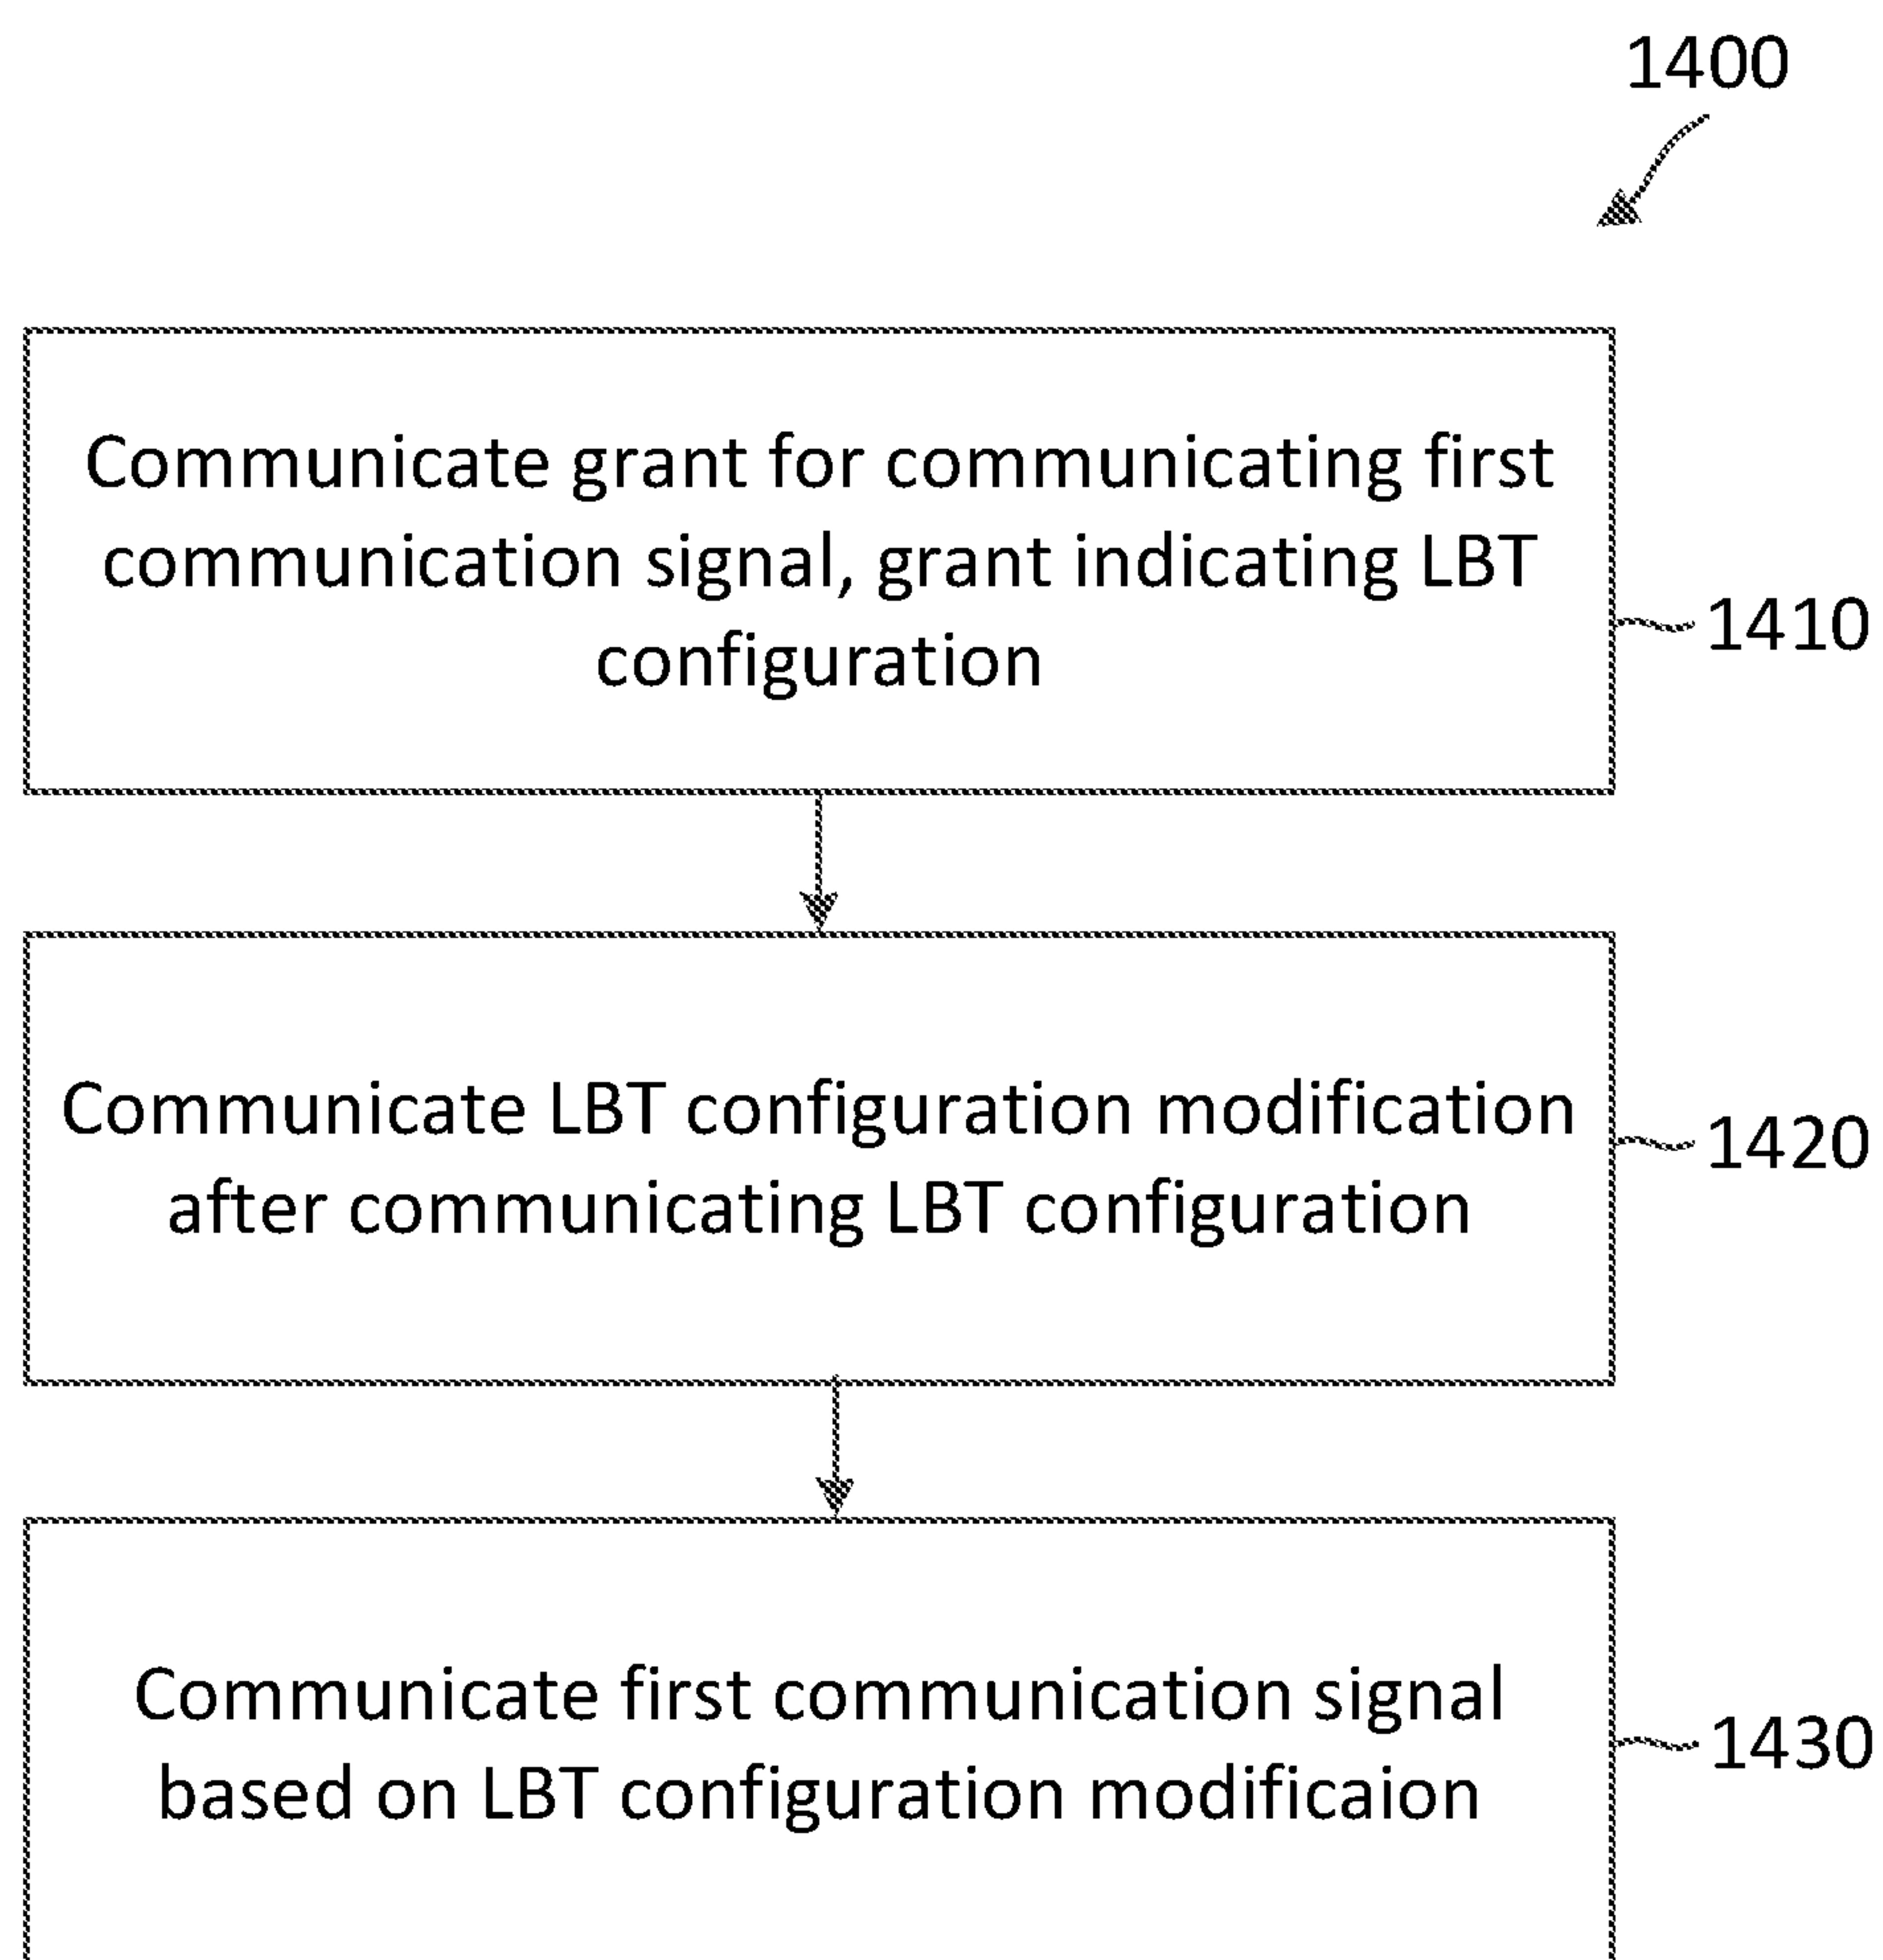 1400
Communicate grant for communicating first
communication signal, grant indicating LBT
configuration
1410
Communicate LBT configuration modification
after communicating LBT configuration
1420
Communicate first communication signal
based on LBT configuration modificaion
1430